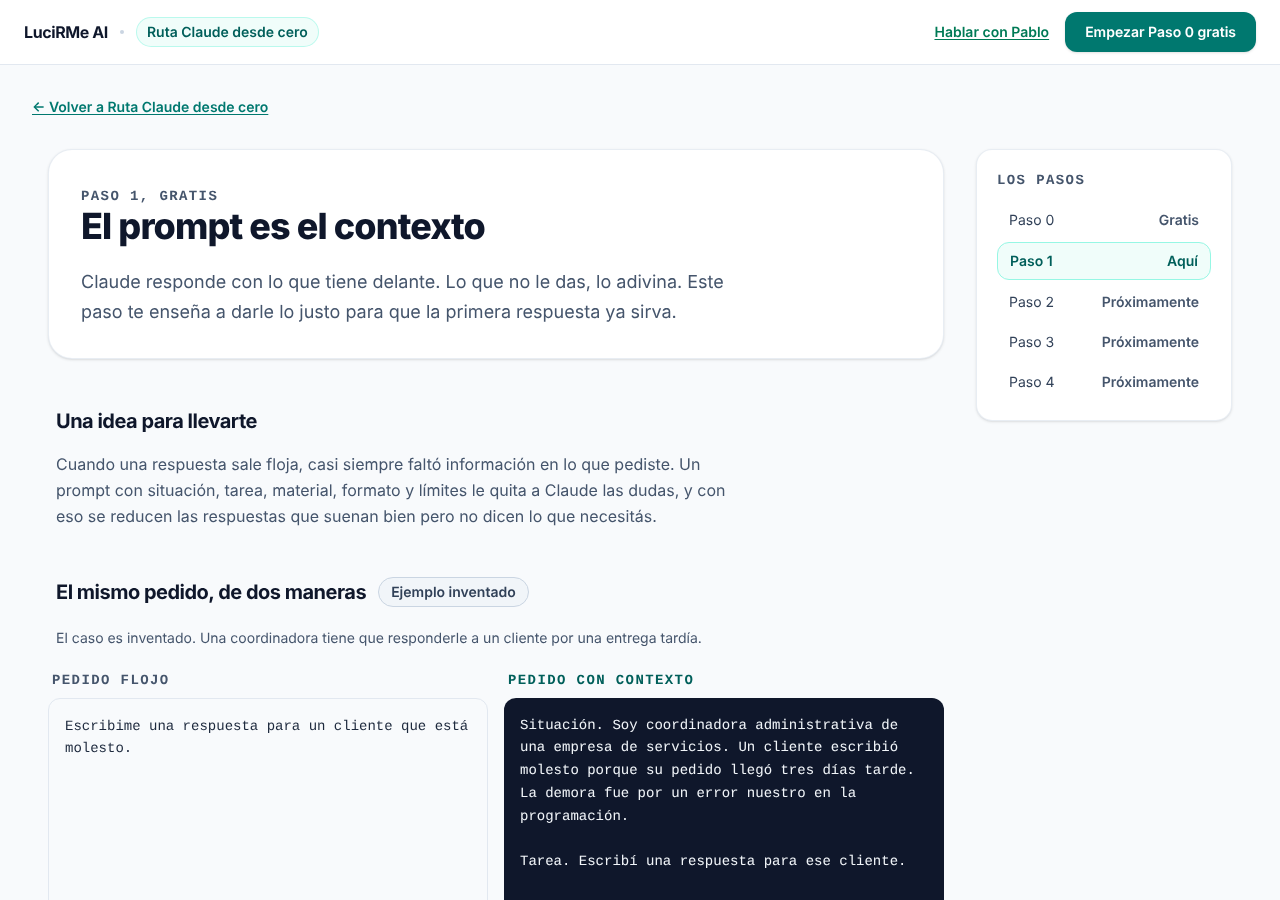 LuciRMe AI • Ruta Claude desde cero
Hablar con Pablo
Empezar Paso 0 gratis
← Volver a Ruta Claude desde cero
PASO 1, GRATIS
El prompt es el contexto
Claude responde con lo que tiene delante. Lo que no le das, lo adivina. Este
paso te enseña a darle lo justo para que la primera respuesta ya sirva.
LOS PASOS
Paso 0 Gratis
Paso 1 Aquí
Paso 2 Próximamente
Paso 3 Próximamente
Paso 4 Próximamente
Una idea para llevarte
Cuando una respuesta sale floja, casi siempre faltó información en lo que pediste. Un
prompt con situación, tarea, material, formato y límites le quita a Claude las dudas, y con
eso se reducen las respuestas que suenan bien pero no dicen lo que necesitás.
El mismo pedido, de dos maneras
Ejemplo inventado
El caso es inventado. Una coordinadora tiene que responderle a un cliente por una entrega tardía.
PEDIDO FLOJO
Escribime una respuesta para un cliente que está
molesto.
PEDIDO CON CONTEXTO
Situación. Soy coordinadora administrativa de
una empresa de servicios. Un cliente escribió
molesto porque su pedido llegó tres días tarde.
La demora fue por un error nuestro en la
programación.
Tarea. Escribí una respuesta para ese cliente.